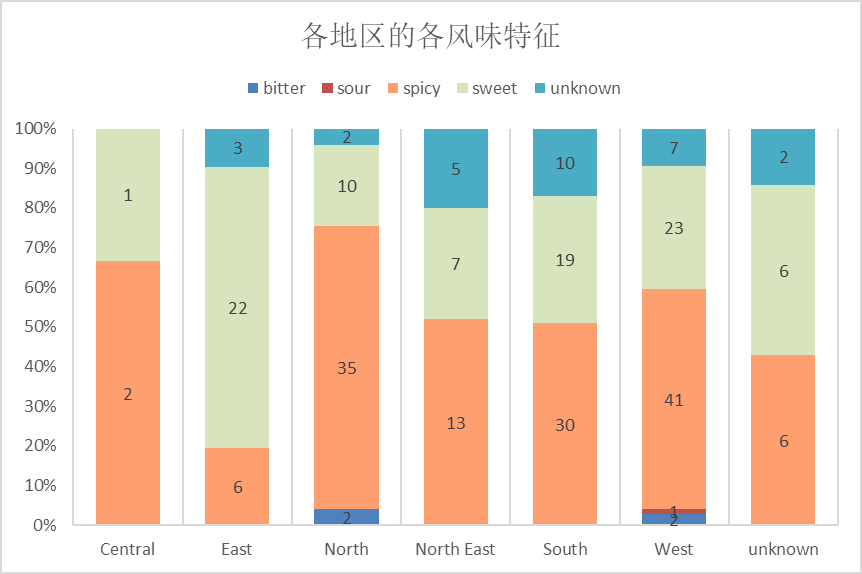 各地区的各风味特征
bitter sour spicy sweet unknown
100%
90%
80%
70%
60%
50%
40%
30%
20%
10%
0%
3 2 5 10 7 2
1 22 10 7 19 23 6
2 6 35 13 30 41 6
1
2 2
Central East North North East South West unknown